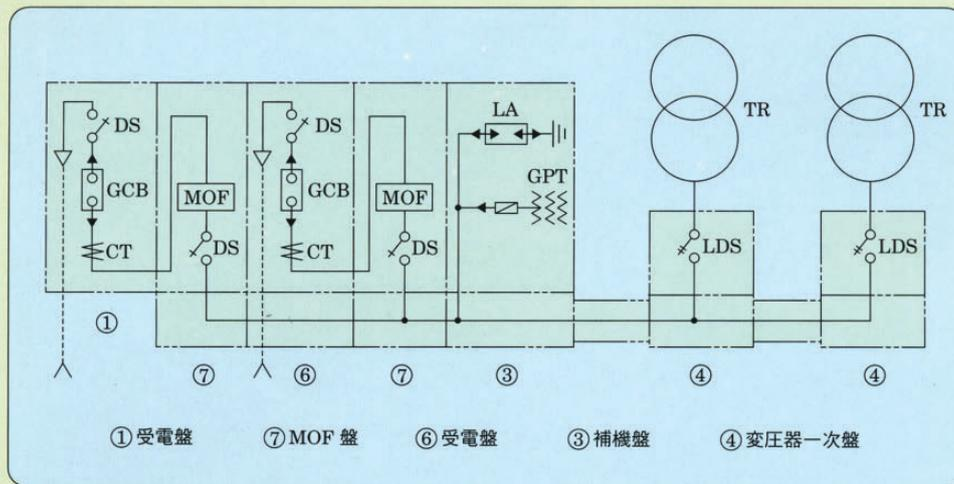 DS
GCB
CT
MOF
DS
DS
GCB
CT
MOF
DS
LA
GPT
TR
LDS
TR
LDS
①
⑦
⑥
⑦
③
④
④
①受電盤 ⑦MOF 盤 ⑥受電盤 ③補機盤 ④変圧器一次盤